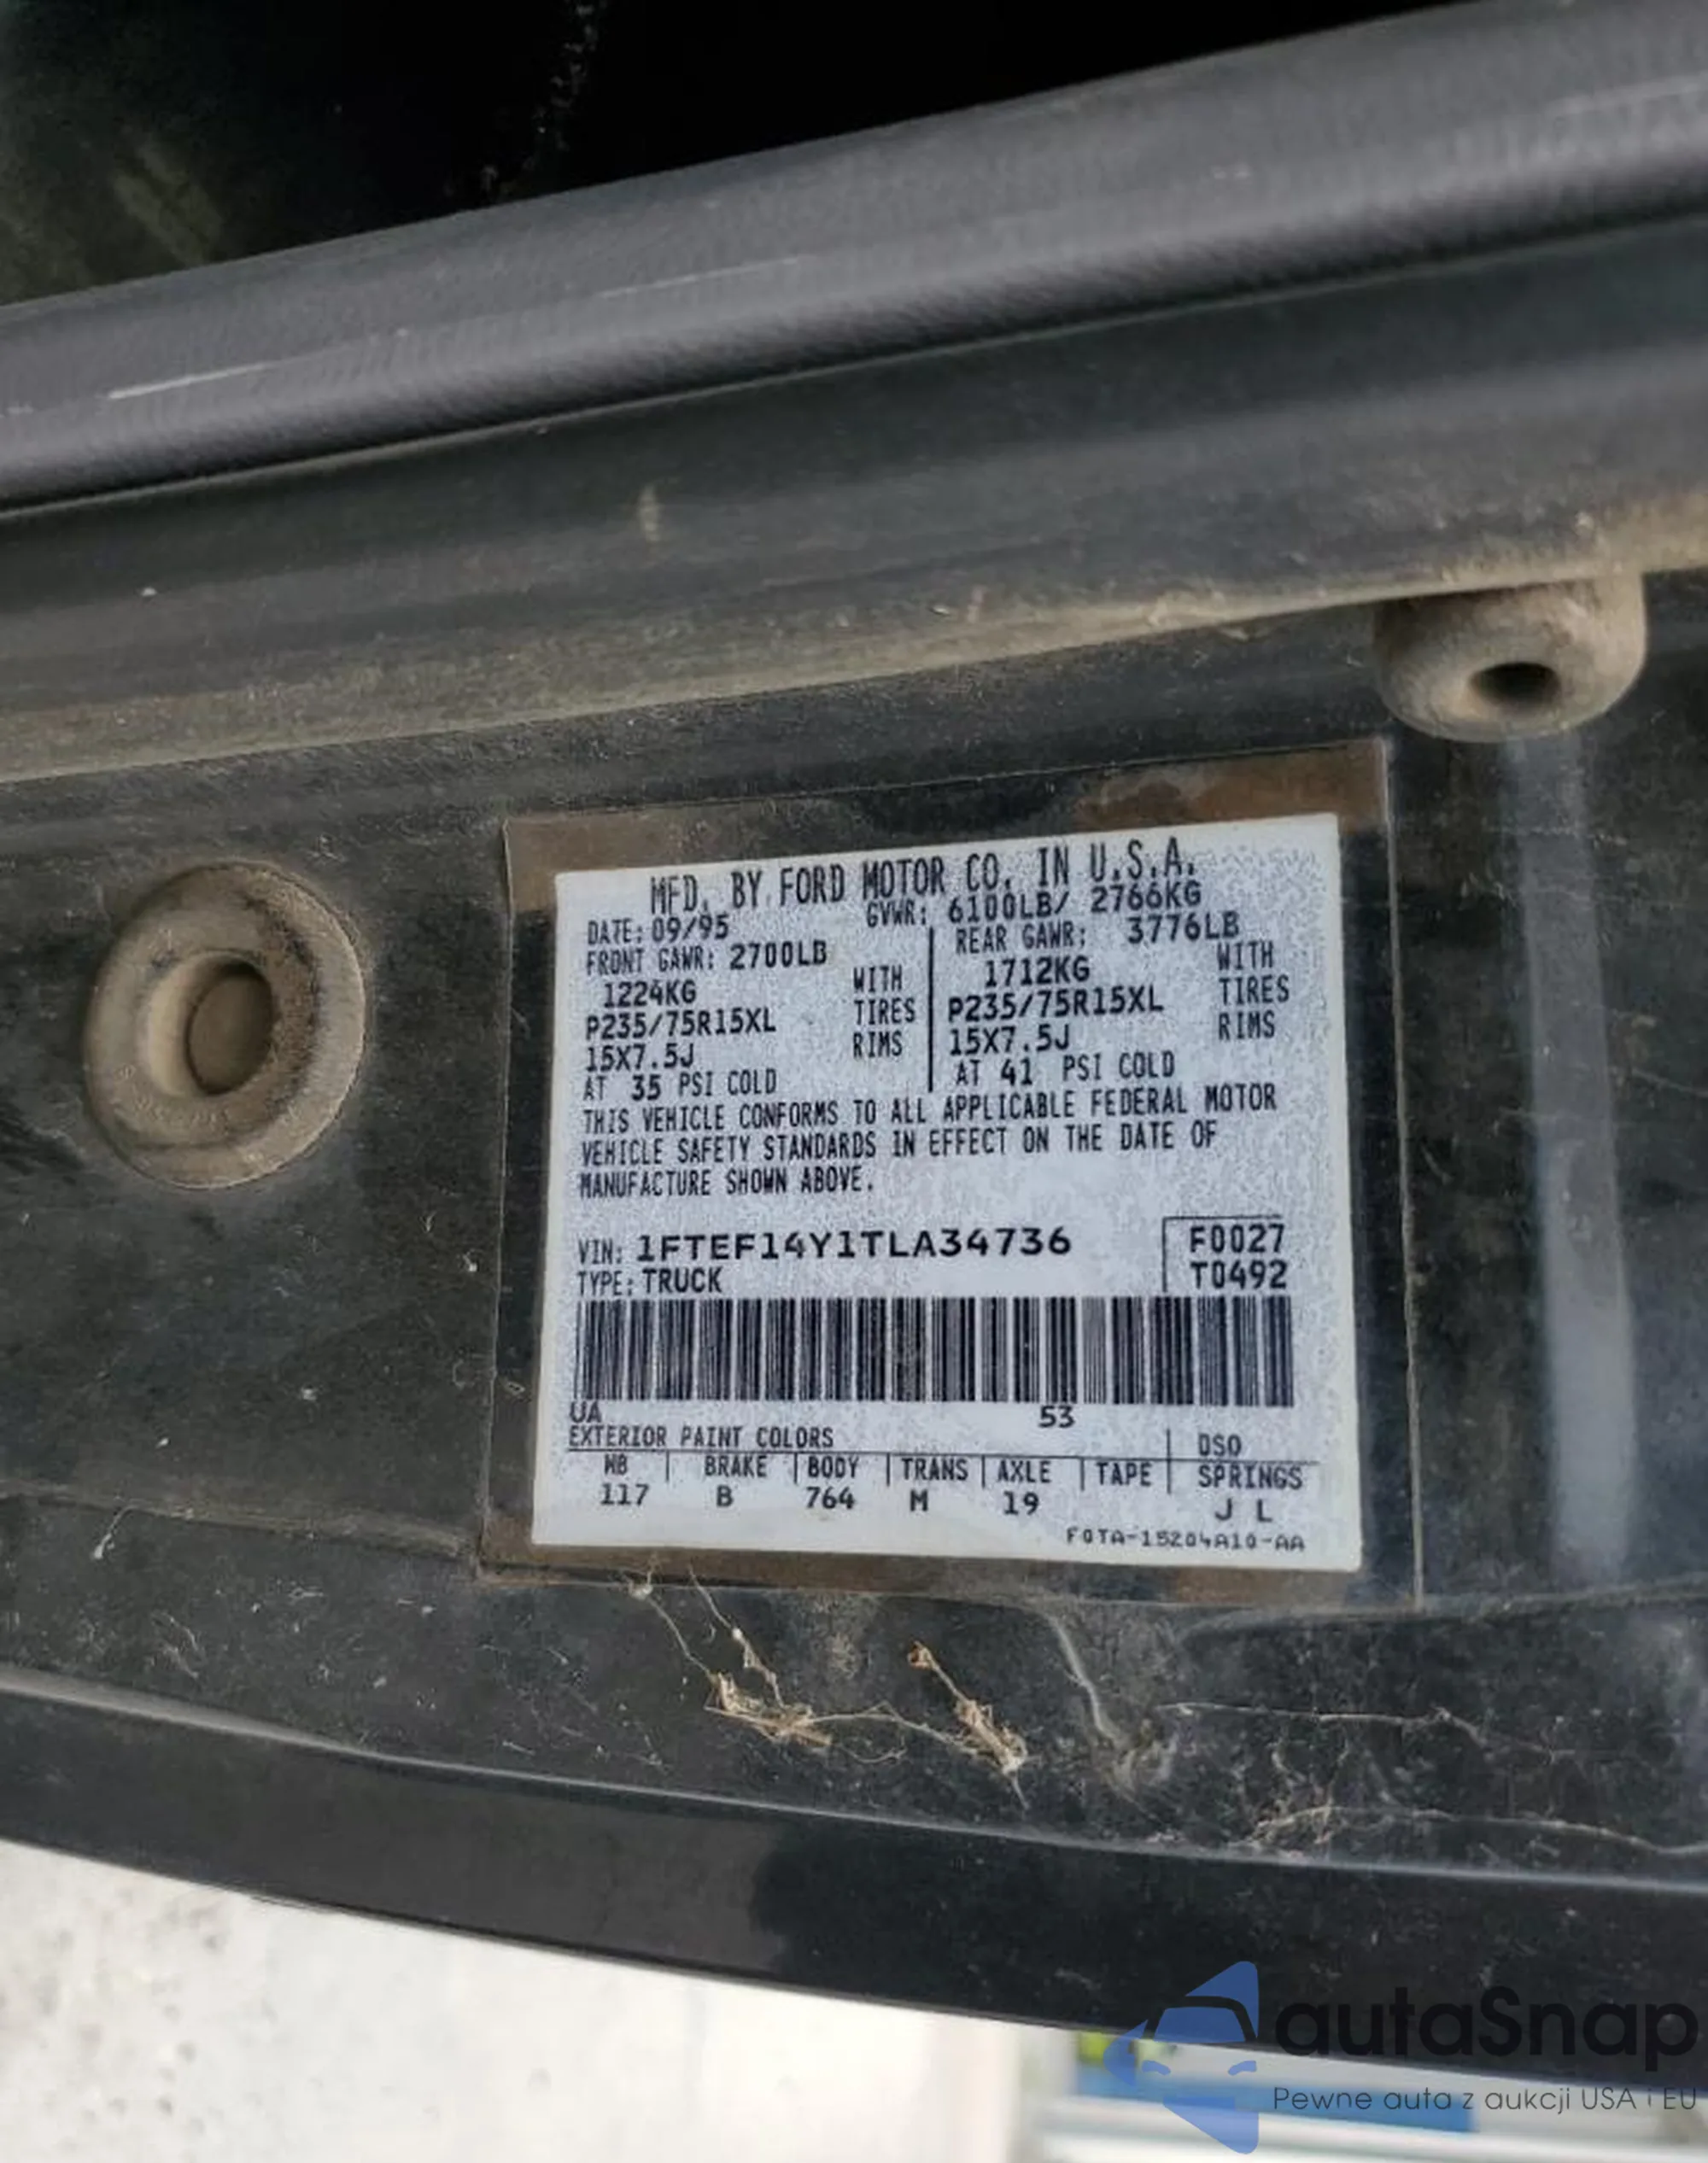 MFD. BY FORD MOTOR CO. IN U.S.A.
DATE: 09/95 GVWR: 6100LB/ 2766KG
FRONT GAWR: 2700LB REAR GAWR: 3776LB
1224KG WITH 1712KG WITH
P235/75R15XL TIRES P235/75R15XL TIRES
15X7.5J RIMS 15X7.5J RIMS
AT 35 PSI COLD AT 41 PSI COLD
THIS VEHICLE CONFORMS TO ALL APPLICABLE FEDERAL MOTOR
VEHICLE SAFETY STANDARDS IN EFFECT ON THE DATE OF
MANUFACTURE SHOWN ABOVE.
VIN: 1FTEF14Y1TLA34736 F0027
TYPE: TRUCK T0492
UA 53
EXTERIOR PAINT COLORS DSO
WB BRAKE BODY TRANS AXLE TAPE SPRINGS
117 B 764 M 19 J L
F0TA-15204A10-AA
autaSnap
Pewne auta z aukcji USA i EU